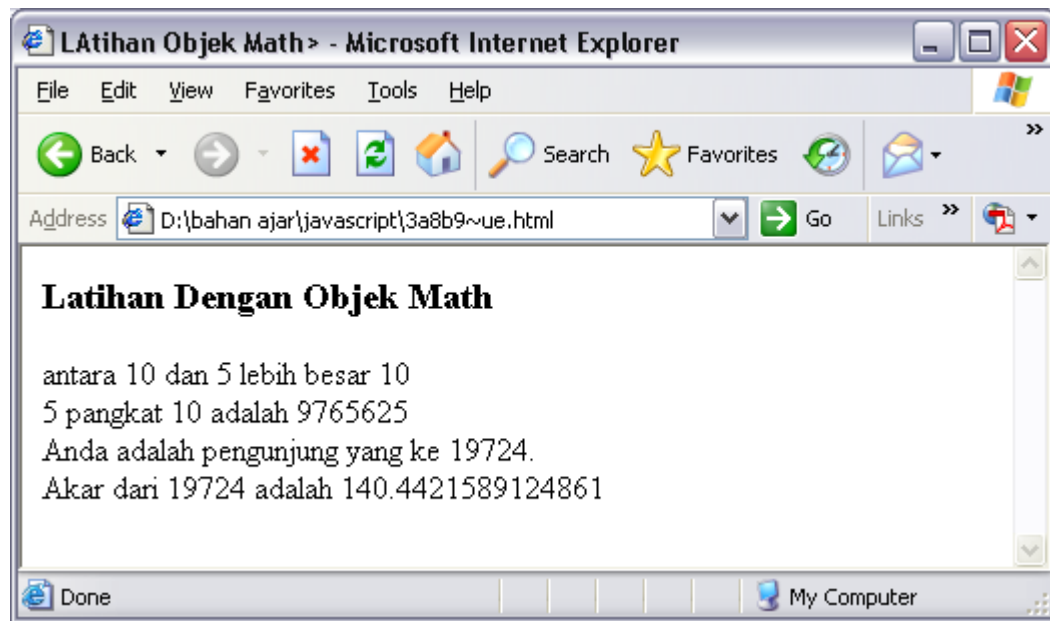 LAtihan Objek Math> - Microsoft Internet Explorer
File Edit View Favorites Tools Help
Back Search Favorites »
Address D:\bahan ajar\javascript\3a8b9~ue.html Go Links »
Latihan Dengan Objek Math
antara 10 dan 5 lebih besar 10
5 pangkat 10 adalah 9765625
Anda adalah pengunjung yang ke 19724.
Akar dari 19724 adalah 140.4421589124861
Done My Computer